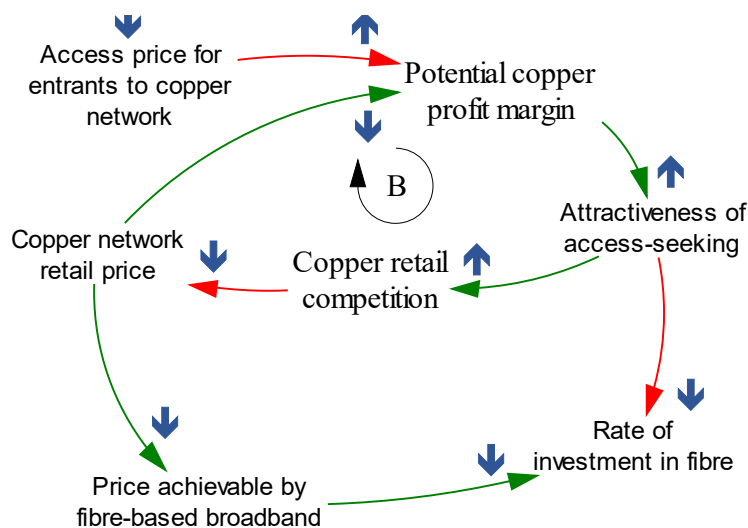 Access price for
entrants to copper
network
Potential copper
profit margin
B
Attractiveness of
access-seeking
Copper network
retail price
Copper retail
competition
Rate of
investment in fibre
Price achievable by
fibre-based broadband